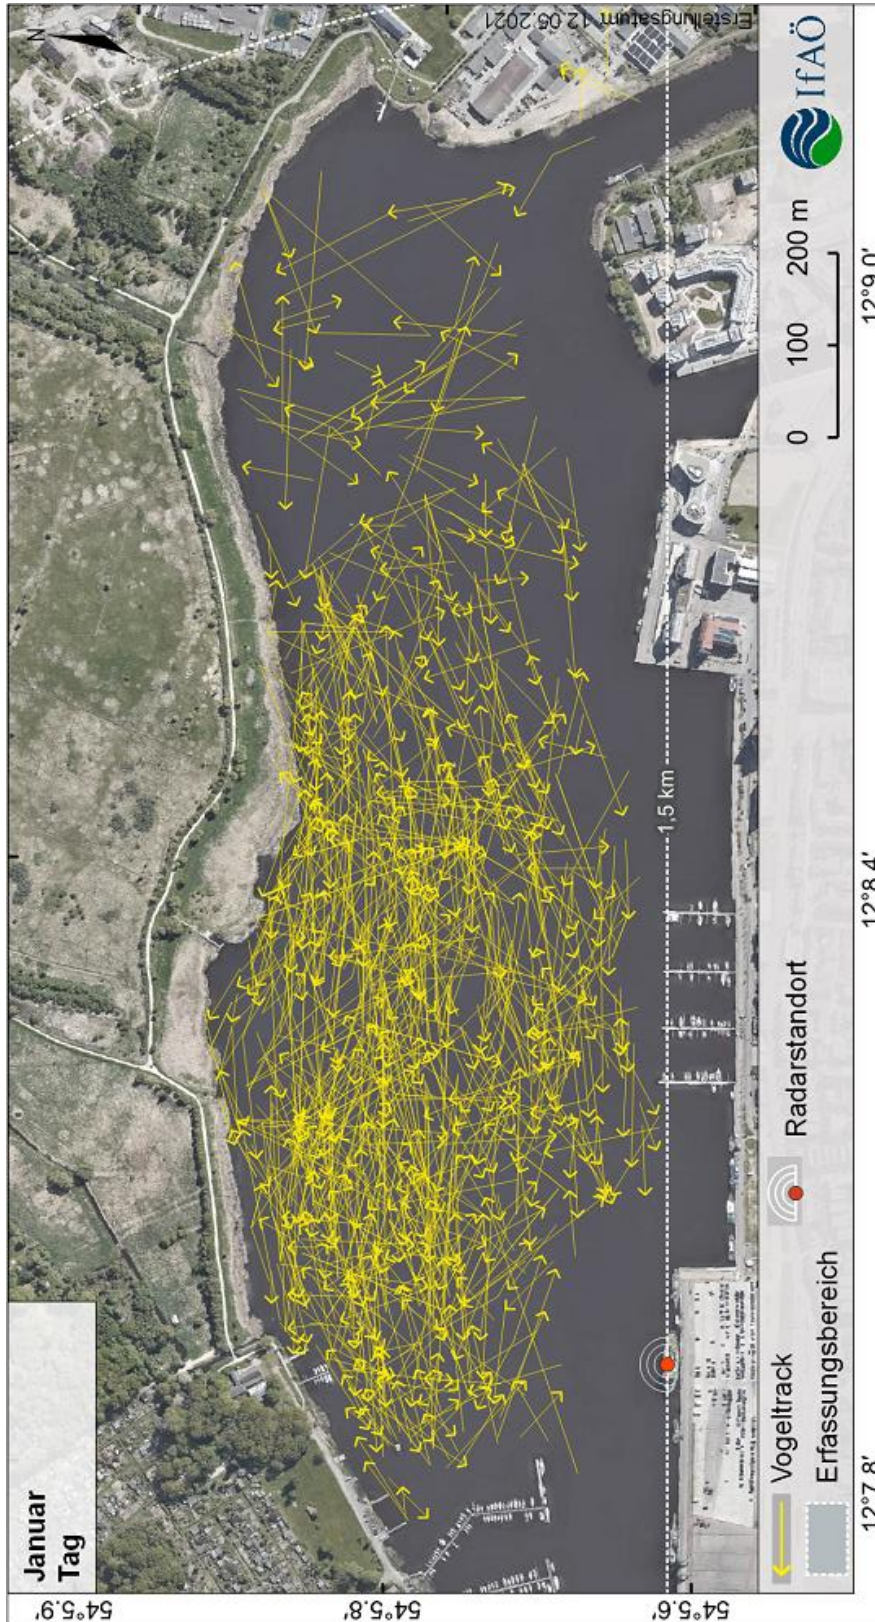 Januar
Tag
N
Erstellungsatum: 12.05.2021
1,5 km
54°5.9'
54°5.8'
54°5.6'
12°7.8'
12°8.4'
12°9.0'
Vogeltrack
Radarstandort
Erfassungsbereich
0 100 200 m
IfAÖ